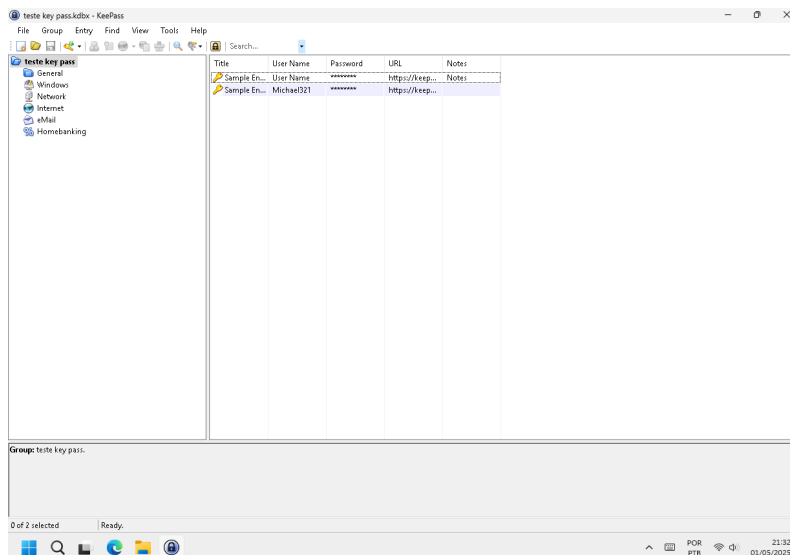 teste key pass.kdbx - KeePass
File Group Entry Find View Tools Help
Search...
teste key pass
General
Windows
Network
Internet
eMail
Homebanking
Title User Name Password URL Notes
Sample En... User Name ******** https://keep... Notes
Sample En... Michael321 ******** https://keep...
Group: teste key pass.
0 of 2 selected Ready.
POR 21:32
PTB 01/05/2025